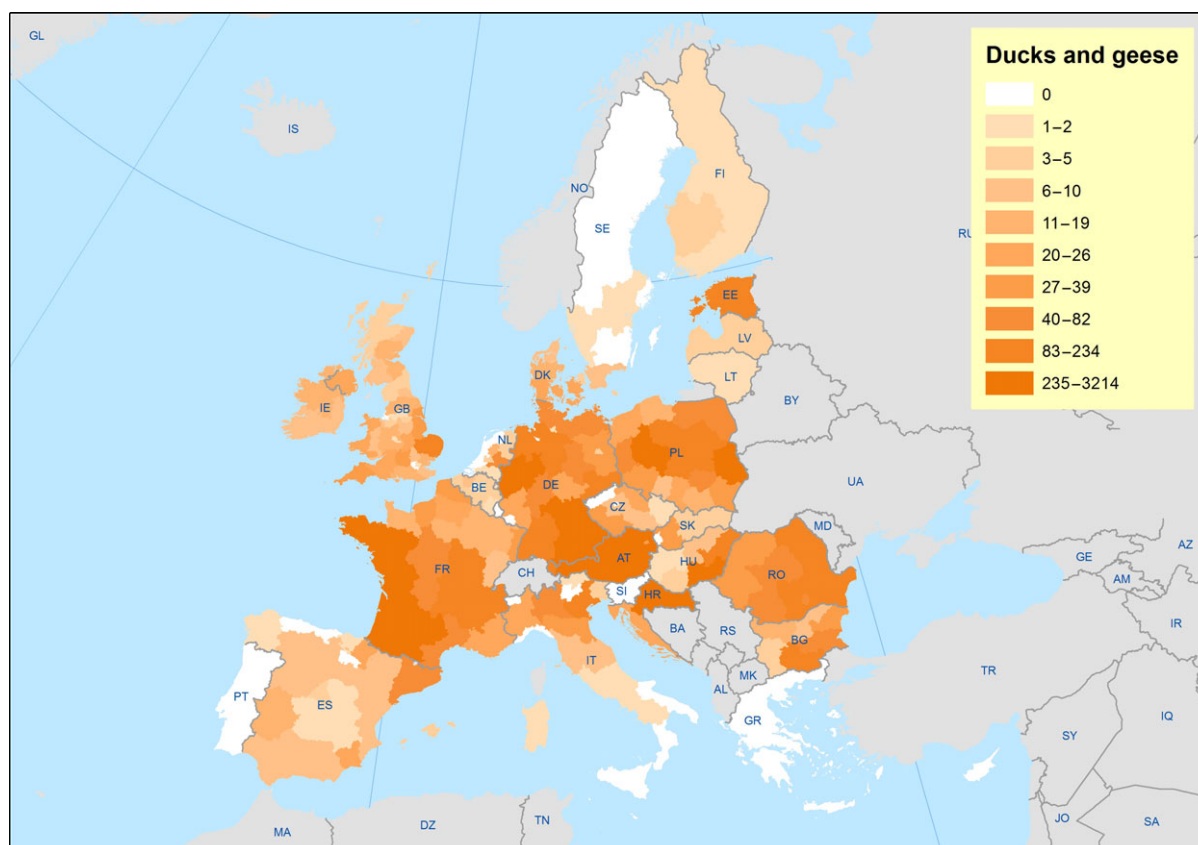 GL
IS
NO
SE
FI
RU
EE
LV
LT
DK
IE
GB
NL
BY
PL
BE
DE
UA
CZ
SK
MD
FR
CH
AT
HU
RO
GE
AZ
AM
SI
HR
BA
RS
BG
IR
IT
MK
AL
PT
ES
GR
TR
SY
IQ
MA
DZ
TN
JO
SA
Ducks and geese
0
1–2
3–5
6–10
11–19
20–26
27–39
40–82
83–234
235–3214